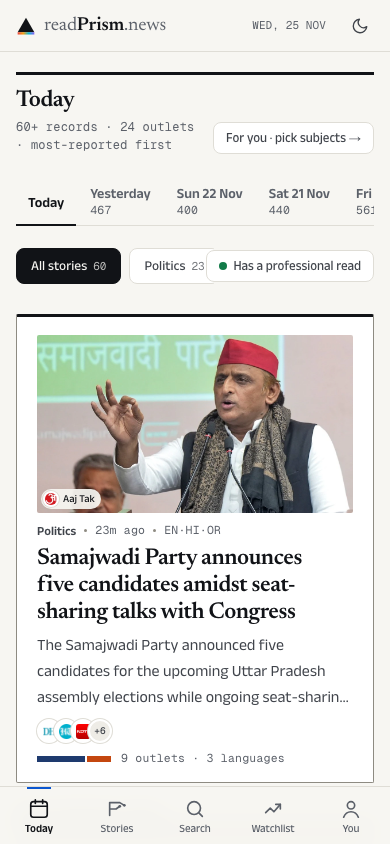 readPrism.news
WED, 25 NOV
Today
60+ records · 24 outlets
· most-reported first
For you · pick subjects →
Today
Yesterday
467
Sun 22 Nov
400
Sat 21 Nov
440
Fri
561
All stories 60
Politics 23
Has a professional read
समाजवादी पार्टी
Aaj Tak
Politics • 23m ago • EN·HI·OR
Samajwadi Party announces
five candidates amidst seat-
sharing talks with Congress
The Samajwadi Party announced five
candidates for the upcoming Uttar Pradesh
assembly elections while ongoing seat-sharin…
+6
9 outlets · 3 languages
Today
Stories
Search
Watchlist
You